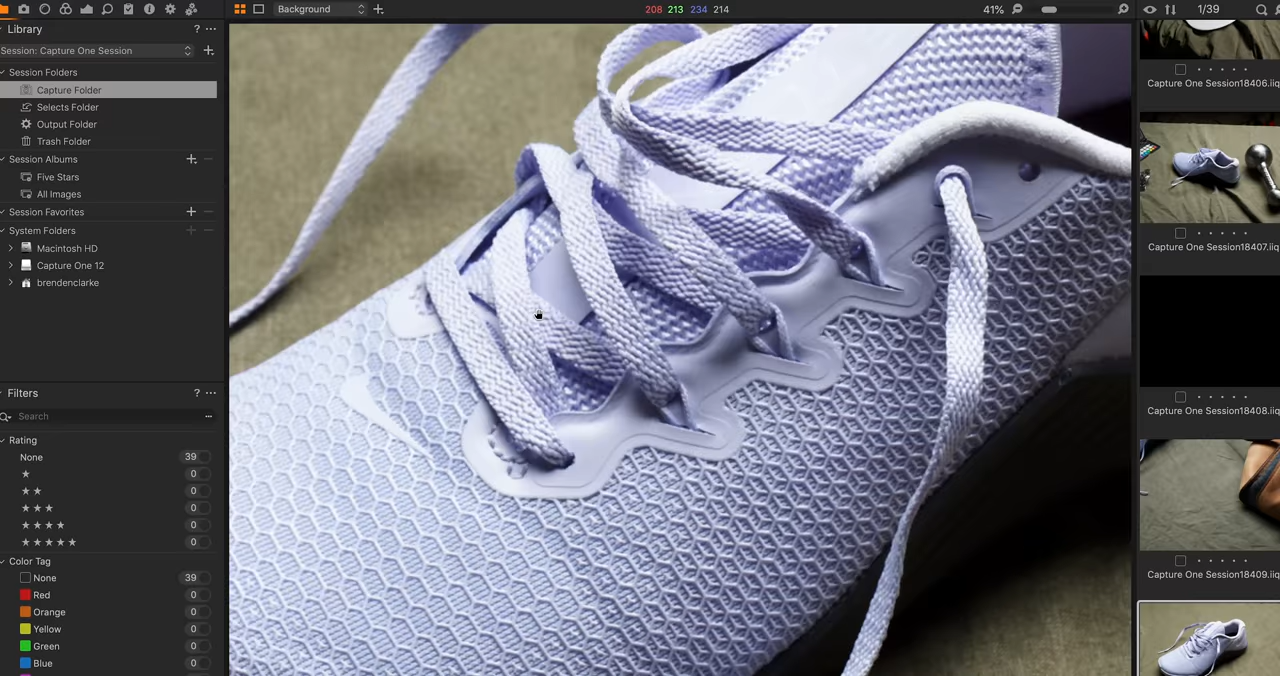 Background
208 213 234 214
41%
1/39
Library
?
Session: Capture One Session
Session Folders
Capture Folder
Selects Folder
Output Folder
Trash Folder
Session Albums
Five Stars
All Images
Session Favorites
System Folders
Macintosh HD
Capture One 12
brendenclarke
Filters
?
Search
Rating
None 39
0
0
0
0
0
Color Tag
None 39
Red 0
Orange 0
Yellow 0
Green 0
Blue 0
Capture One Session18406.iiq
Capture One Session18407.iiq
Capture One Session18408.iiq
Capture One Session18409.iiq